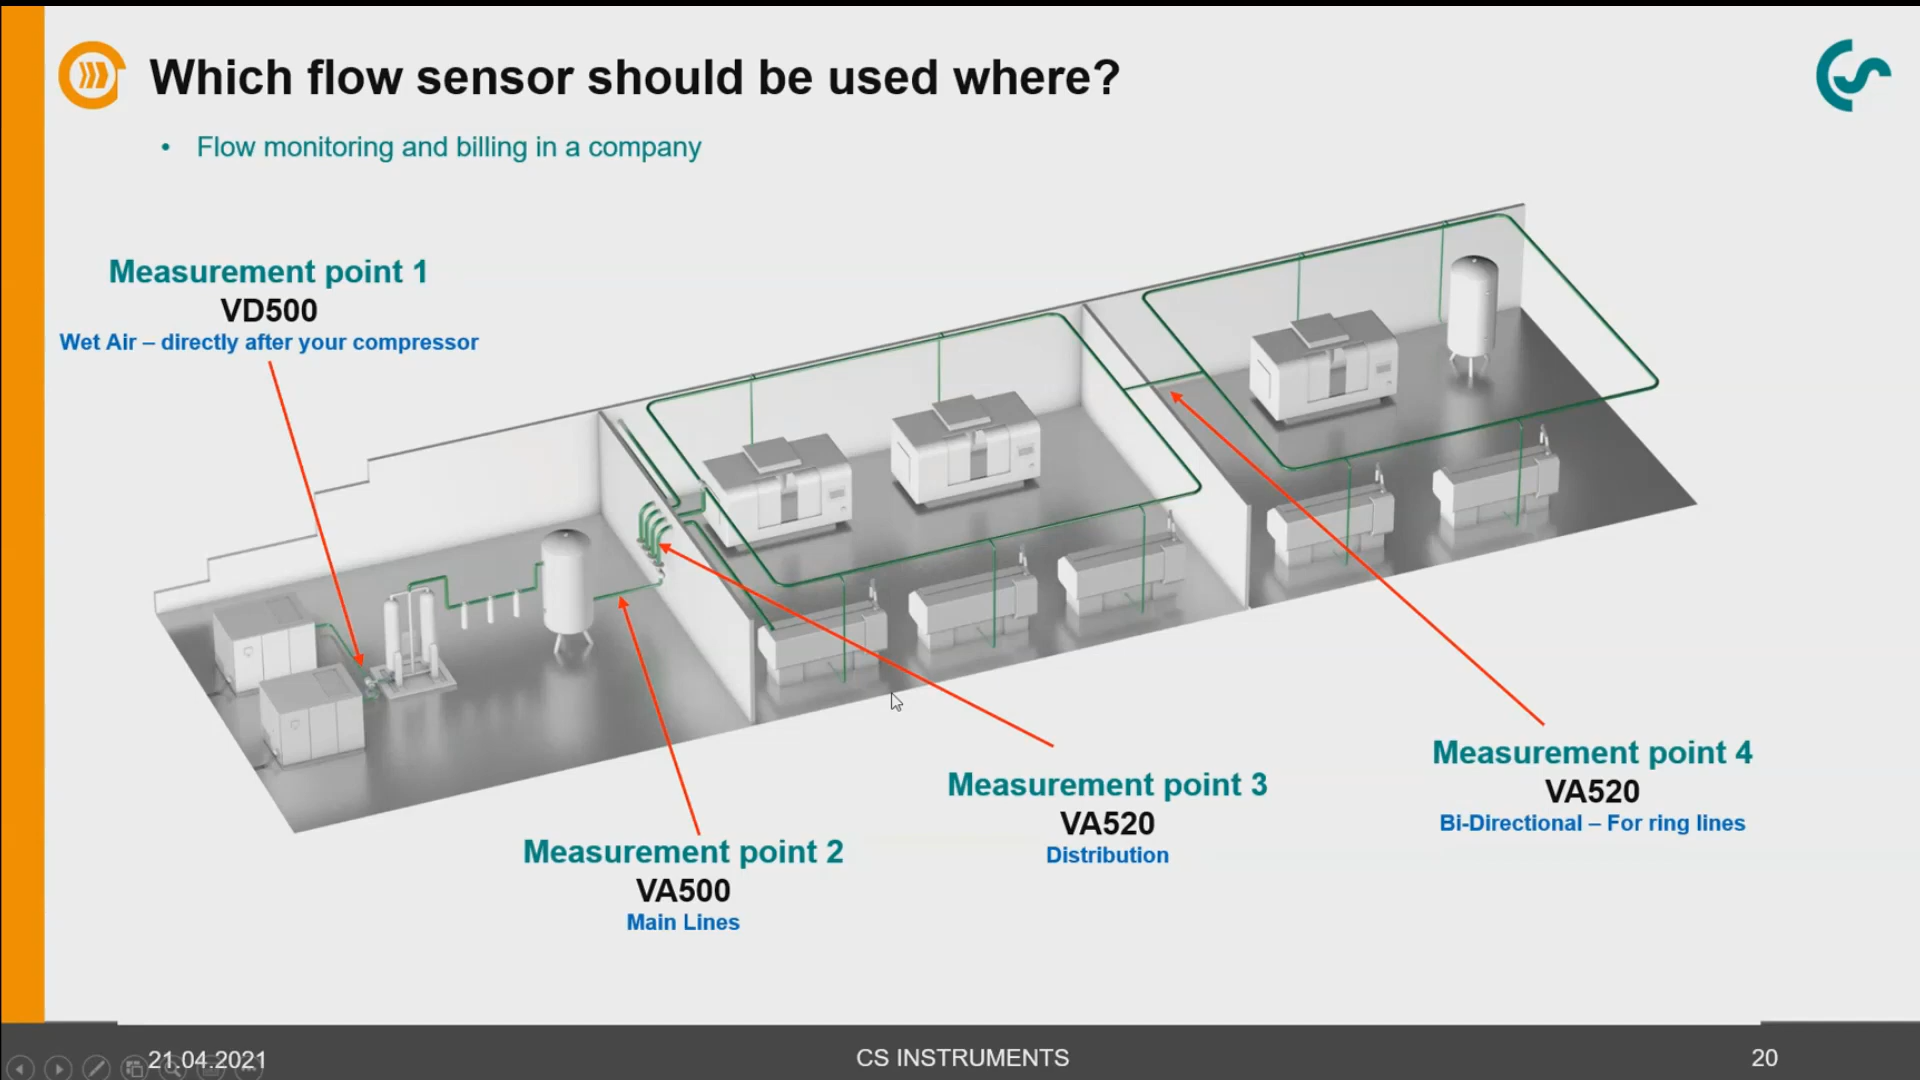 Which flow sensor should be used where?
• Flow monitoring and billing in a company
Measurement point 1
VD500
Wet Air – directly after your compressor
Measurement point 2
VA500
Main Lines
Measurement point 3
VA520
Distribution
Measurement point 4
VA520
Bi-Directional – For ring lines
21.04.2021
CS INSTRUMENTS
20